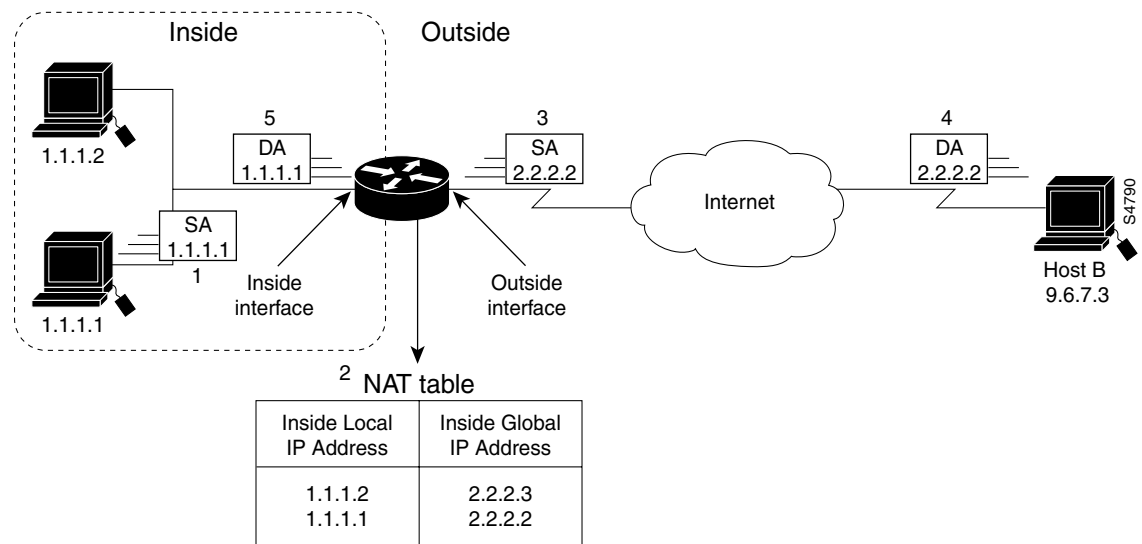 Inside
Outside
1.1.1.2
5
DA
1.1.1.1
3
SA
2.2.2.2
Internet
4
DA
2.2.2.2
S4790
Host B
9.6.7.3
SA
1.1.1.1
1
1.1.1.1
Inside
interface
Outside
interface
2
NAT table
Inside Local
IP Address
Inside Global
IP Address
1.1.1.2
2.2.2.3
1.1.1.1
2.2.2.2